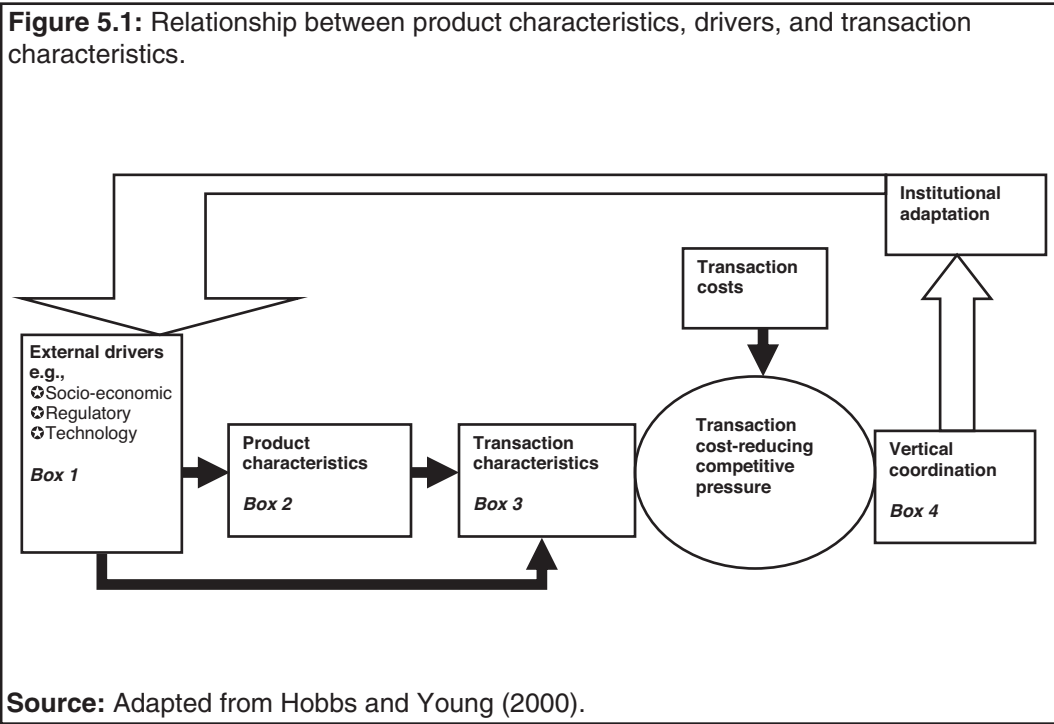 Figure 5.1: Relationship between product characteristics, drivers, and transaction
characteristics.
Institutional
adaptation
Transaction
costs
External drivers
e.g.,
✪Socio-economic
✪Regulatory
✪Technology
Box 1
Product
characteristics
Box 2
Transaction
characteristics
Box 3
Transaction
cost-reducing
competitive
pressure
Vertical
coordination
Box 4
Source: Adapted from Hobbs and Young (2000).